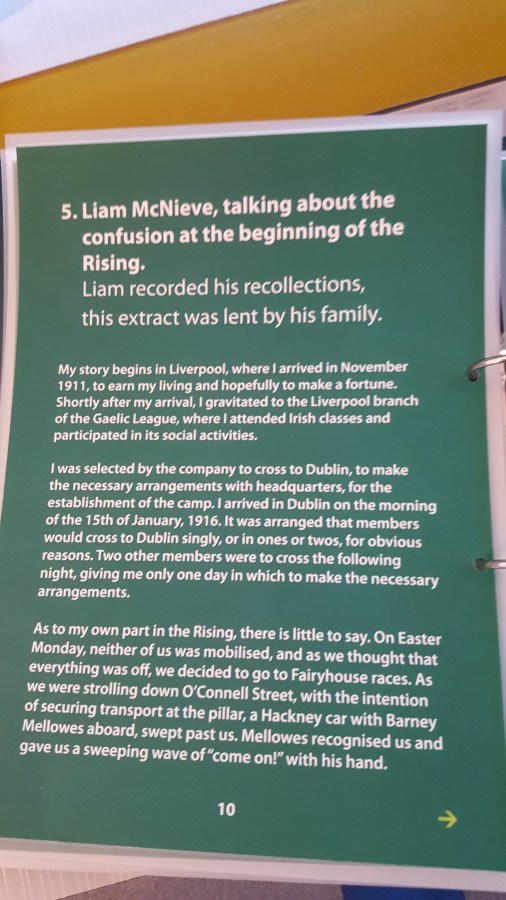 5. Liam McNieve, talking about the
confusion at the beginning of the
Rising.
Liam recorded his recollections,
this extract was lent by his family.
My story begins in Liverpool, where I arrived in November
1911, to earn my living and hopefully to make a fortune.
Shortly after my arrival, I gravitated to the Liverpool branch
of the Gaelic League, where I attended Irish classes and
participated in its social activities.
I was selected by the company to cross to Dublin, to make
the necessary arrangements with headquarters, for the
establishment of the camp. I arrived in Dublin on the morning
of the 15th of January, 1916. It was arranged that members
would cross to Dublin singly, or in ones or twos, for obvious
reasons. Two other members were to cross the following
night, giving me only one day in which to make the necessary
arrangements.
As to my own part in the Rising, there is little to say. On Easter
Monday, neither of us was mobilised, and as we thought that
everything was off, we decided to go to Fairyhouse races. As
we were strolling down O'Connell Street, with the intention
of securing transport at the pillar, a Hackney car with Barney
Mellowes aboard, swept past us. Mellowes recognised us and
gave us a sweeping wave of "come on!" with his hand.
10
→